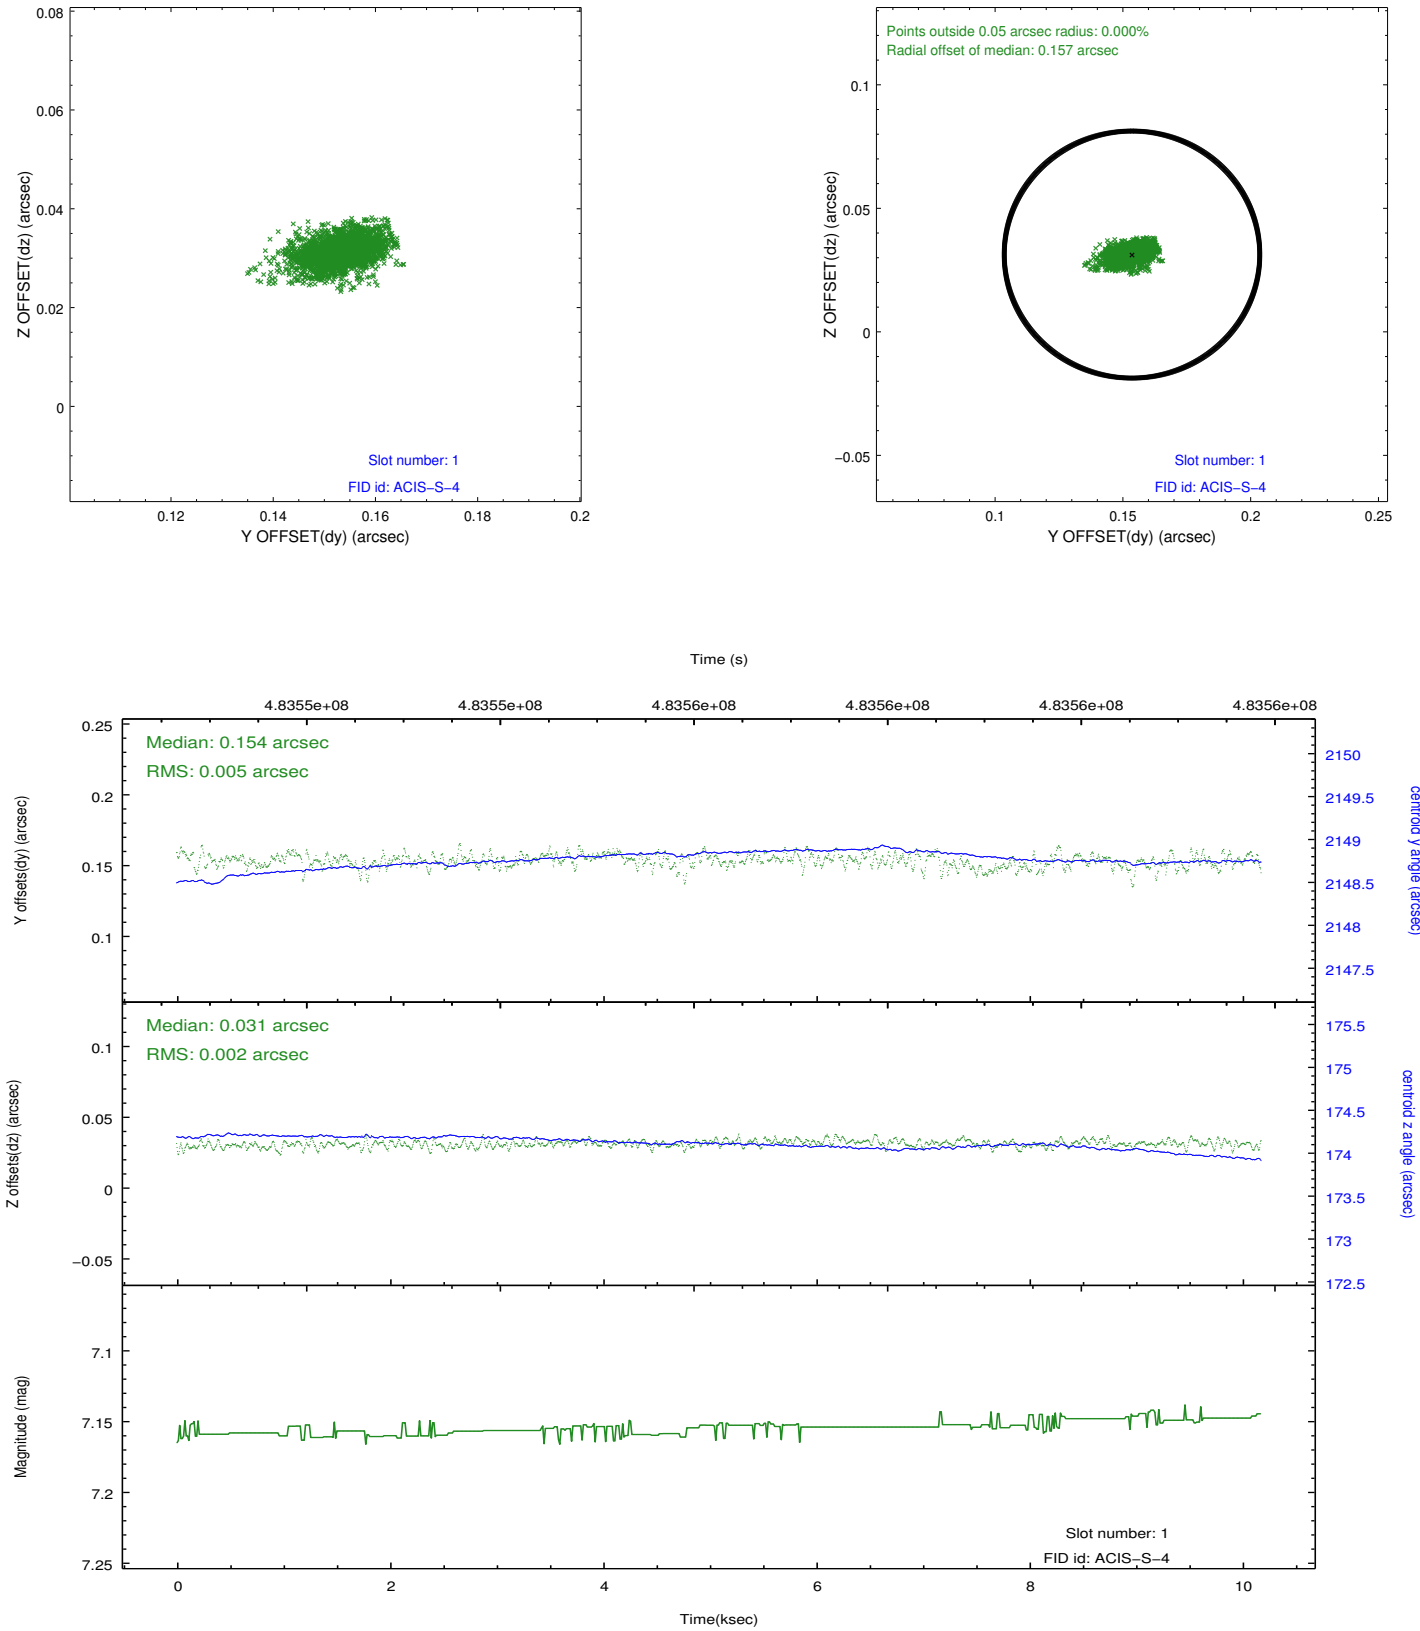 0.08
0.06
0.04
0.02
0
Z OFFSET(dz) (arcsec)
Slot number: 1
FID id: ACIS−S−4
0.12 0.14 0.16 0.18 0.2
Y OFFSET(dy) (arcsec)
Points outside 0.05 arcsec radius: 0.000%
Radial offset of median: 0.157 arcsec
0.1
0.05
0
−0.05
Z OFFSET(dz) (arcsec)
Slot number: 1
FID id: ACIS−S−4
0.1 0.15 0.2 0.25
Y OFFSET(dy) (arcsec)
Time (s)
4.8355e+08 4.8355e+08 4.8356e+08 4.8356e+08 4.8356e+08 4.8356e+08
Median: 0.154 arcsec
RMS: 0.005 arcsec
0.25
0.2
0.15
0.1
Y offsets(dy) (arcsec)
2150
2149.5
2149
2148.5
2148
2147.5
centroid y angle (arcsec)
Median: 0.031 arcsec
RMS: 0.002 arcsec
0.1
0.05
0
−0.05
Z offsets(dz) (arcsec)
175.5
175
174.5
174
173.5
173
172.5
centroid z angle (arcsec)
7.1
7.15
7.2
7.25
Magnitude (mag)
Slot number: 1
FID id: ACIS−S−4
0 2 4 6 8 10
Time(ksec)